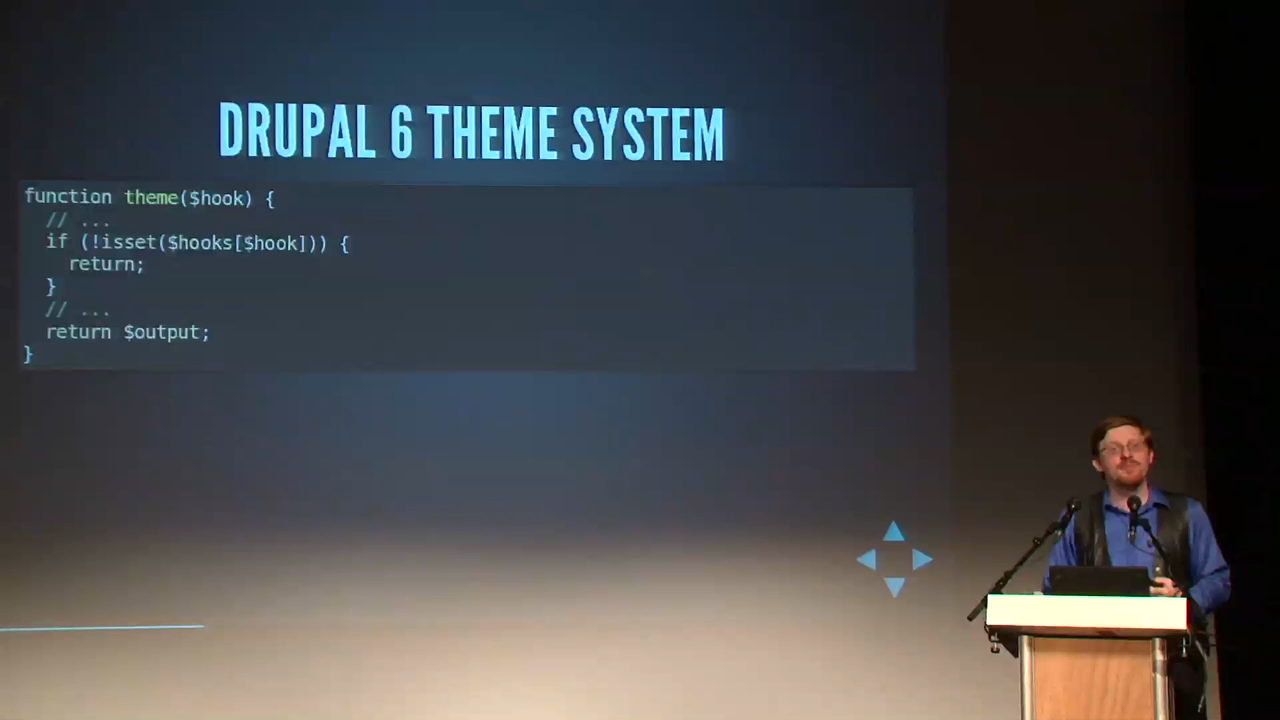 DRUPAL 6 THEME SYSTEM
function theme($hook) {
  // ...
  if (!isset($hooks[$hook])) {
    return;
  }
  // ...
  return $output;
}